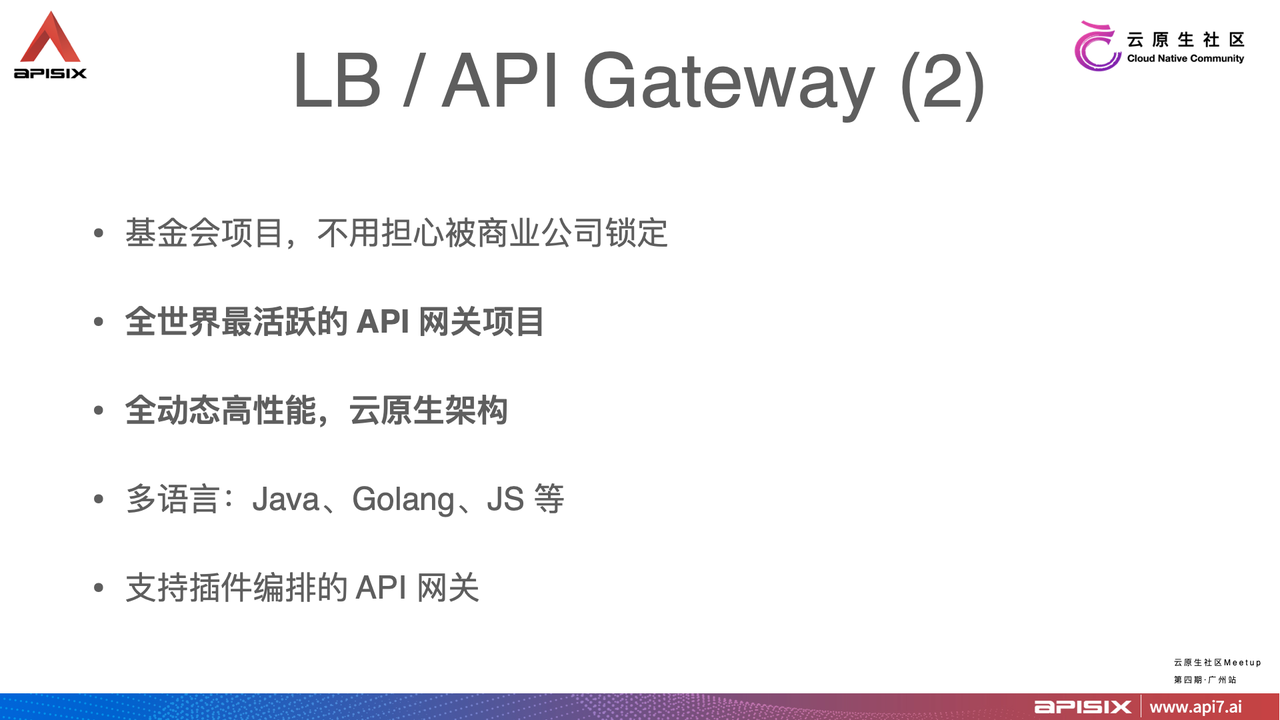 APISIX
云原生社区
Cloud Native Community
LB / API Gateway (2)
• 基金会项目，不用担心被商业公司锁定
• 全世界最活跃的 API 网关项目
• 全动态高性能，云原生架构
• 多语言：Java、Golang、JS 等
• 支持插件编排的 API 网关
云原生社区Meetup
第四期·广州站
APISIX | www.api7.ai